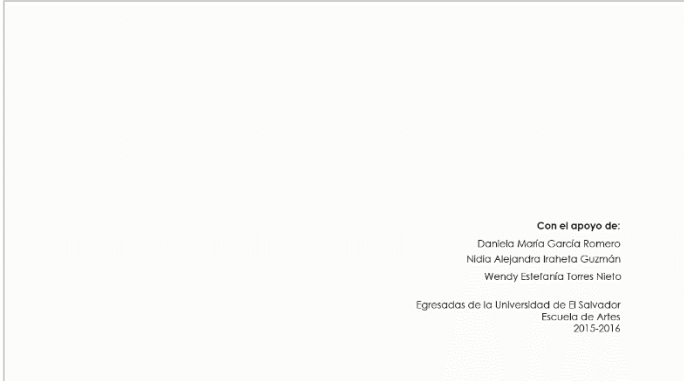 Con el apoyo de:
Daniela María García Romero
Nidia Alejandra Iraheta Guzmán
Wendy Estefanía Torres Nieto
Egresadas de la Universidad de El Salvador
Escuela de Artes
2015-2016